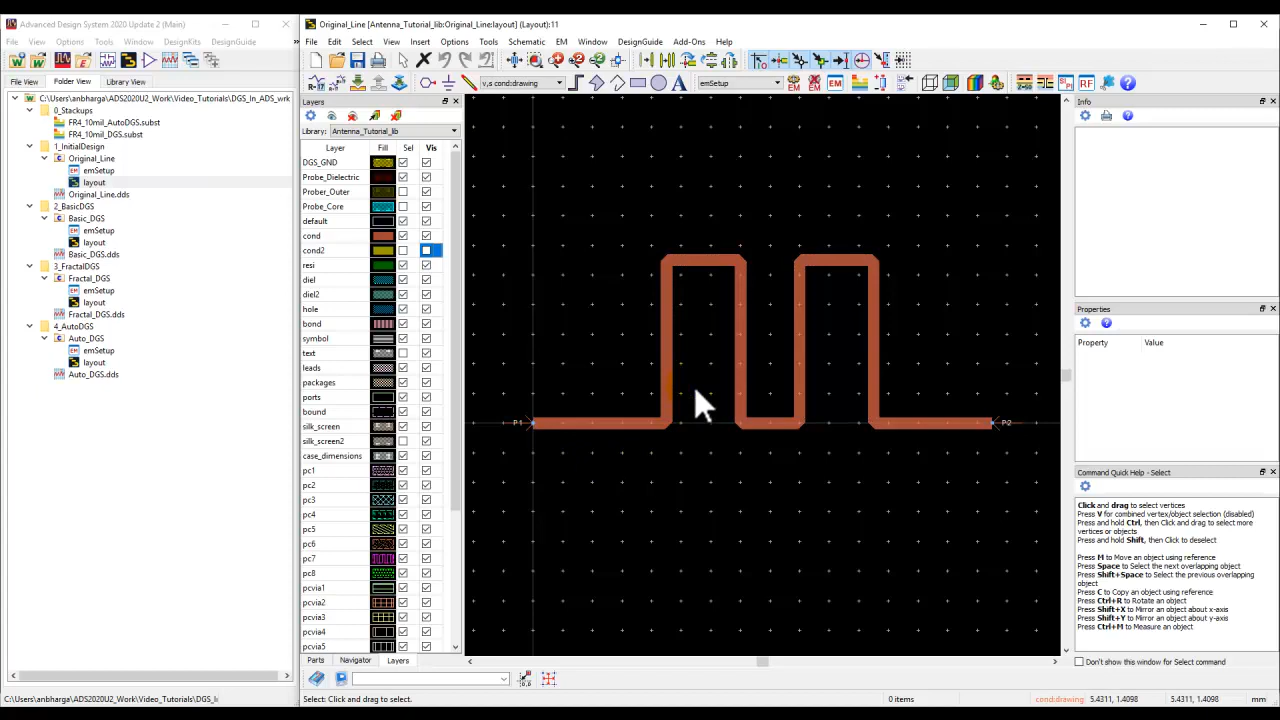 Advanced Design System 2020 Update 2 (Main)
File View Options Tools Window DesignKits DesignGuide
File View Folder View Library View
C:\Users\anbharga\ADS2020U2_Work\Video_Tutorials\DGS_In_ADS_wrk
0_Stackups
FR4_10mil_AutoDGS.subst
FR4_10mil_DGS.subst
1_InitialDesign
Original_Line
emSetup
layout
Original_Line.dds
2_BasicDGS
Basic_DGS
emSetup
layout
Basic_DGS.dds
3_FractalDGS
Fractal_DGS
emSetup
layout
Fractal_DGS.dds
4_AutoDGS
Auto_DGS
emSetup
layout
Auto_DGS.dds
C:\Users\anbharga\ADS2020U2_Work\Video_Tutorials\DGS_I
Original_Line [Antenna_Tutorial_lib:Original_Line:layout] (Layout):11
File Edit Select View Insert Options Tools Schematic EM Window DesignGuide Add-Ons Help
v,s cond:drawing
emSetup
EM EM EM
RF
Layers
Library: Antenna_Tutorial_lib
Layer Fill Sel Vis
DGS_GND
Probe_Dielectric
Prober_Outer
Probe_Core
default
cond
cond2
resi
diel
diel2
hole
bond
symbol
text
leads
packages
ports
bound
silk_screen
silk_screen2
case_dimensions
pc1
pc2
pc3
pc4
pc5
pc6
pc7
pc8
pcvia1
pcvia2
pcvia3
pcvia4
pcvia5
Parts Navigator Layers
P1
P2
Info
Properties
Property Value
Command Quick Help - Select
Click and drag to select vertices
Press V for combined vertex/object selection (disabled)
Press and hold Ctrl, then Click and drag to select more
vertices or objects
Press and hold Shift, then Click to deselect
Press M to Move an object using reference
Press Space to Select the next overlapping object
Press Shift+Space to Select the previous overlapping
object
Press C to Copy an object using reference
Press Ctrl+R to Rotate an object
Press Shift+X to Mirror an object about x-axis
Press Shift+Y to Mirror an object about y-axis
Press Ctrl+M to Measure an object
Don't show this window for Select command
Select: Click and drag to select.
0 items
cond:drawing
5.4311, 1.4098
5.4311, 1.4098
mm